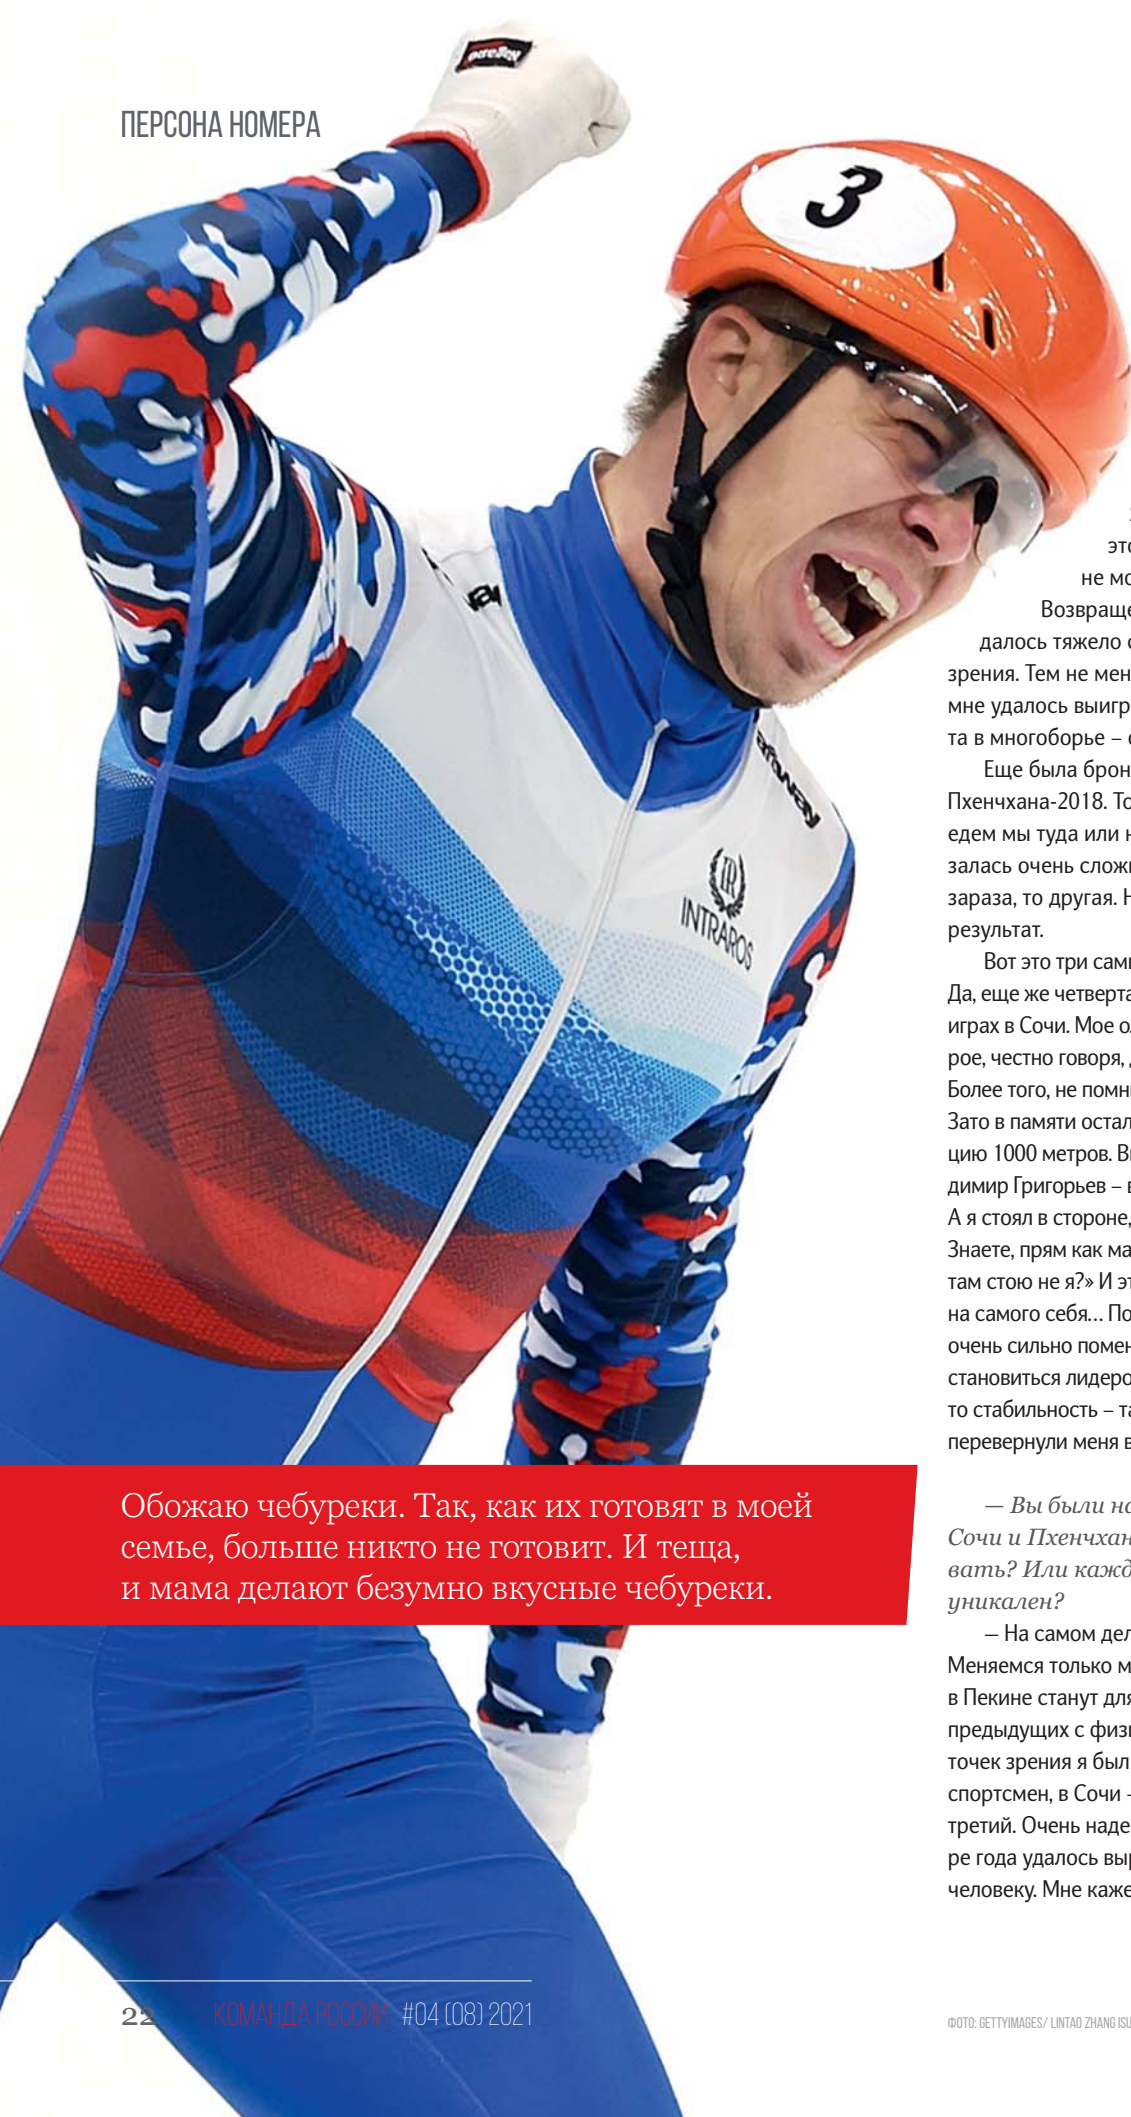 ПЕРСОНА НОМЕРА
3
это
не мо
Возвраще
далось тяжело
зрения. Тем не мен
мне удалось выигр
та в многоборье –
Еще была брон
Пхенчхана-2018. То
едем мы туда или
залась очень слож
зараза, то другая. Н
результат.
Вот это три сам
Да, еще же четверта
играх в Сочи. Мое о
рое, честно говоря,
Более того, не помн
Зато в памяти остал
цию 1000 метров. В
димир Григорьев – в
А я стоял в стороне,
Знаете, прям как ма
там стою не я?» И э
на самого себя... По
очень сильно помен
становиться лидеро
то стабильность – та
перевернули меня в
INTRAROS
Обожаю чебуреки. Так, как их готовят в моей
семье, больше никто не готовит. И теща,
и мама делают безумно вкусные чебуреки.
— Вы были на
Сочи и Пхенчхан
вать? Или кажд
уникален?
— На самом дел
Меняемся только м
в Пекине станут для
предыдущих с физи
точек зрения я был
спортсмен, в Сочи –
третий. Очень наде
ре года удалось вы
человеку. Мне каже
22 КОМАНДА РОССИИ #04 (08) 2021
ФОТО: GETTYIMAGES/ LINTAO ZHANG ISU